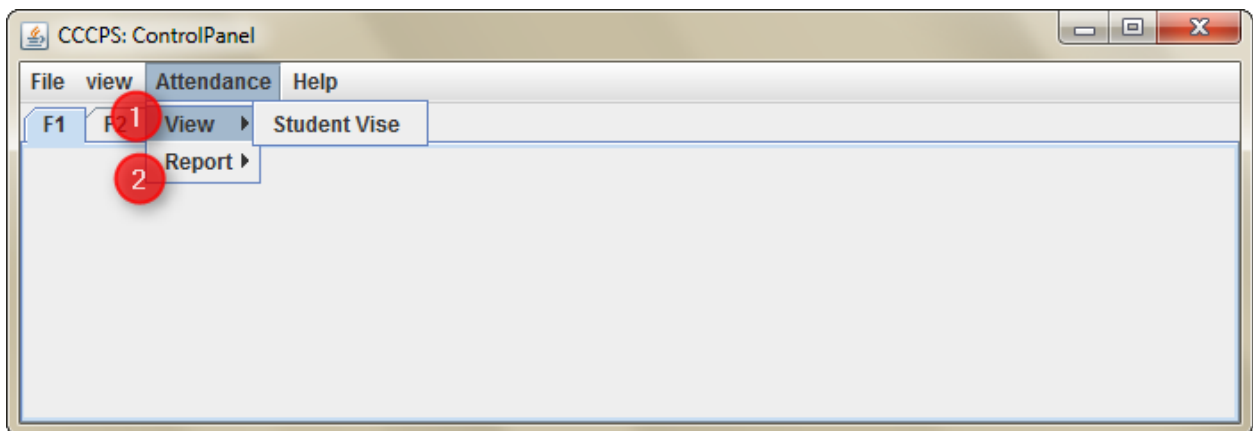 CCCPS: ControlPanel
File view Attendance Help
F1 F2 1 View Student Vise
2 Report